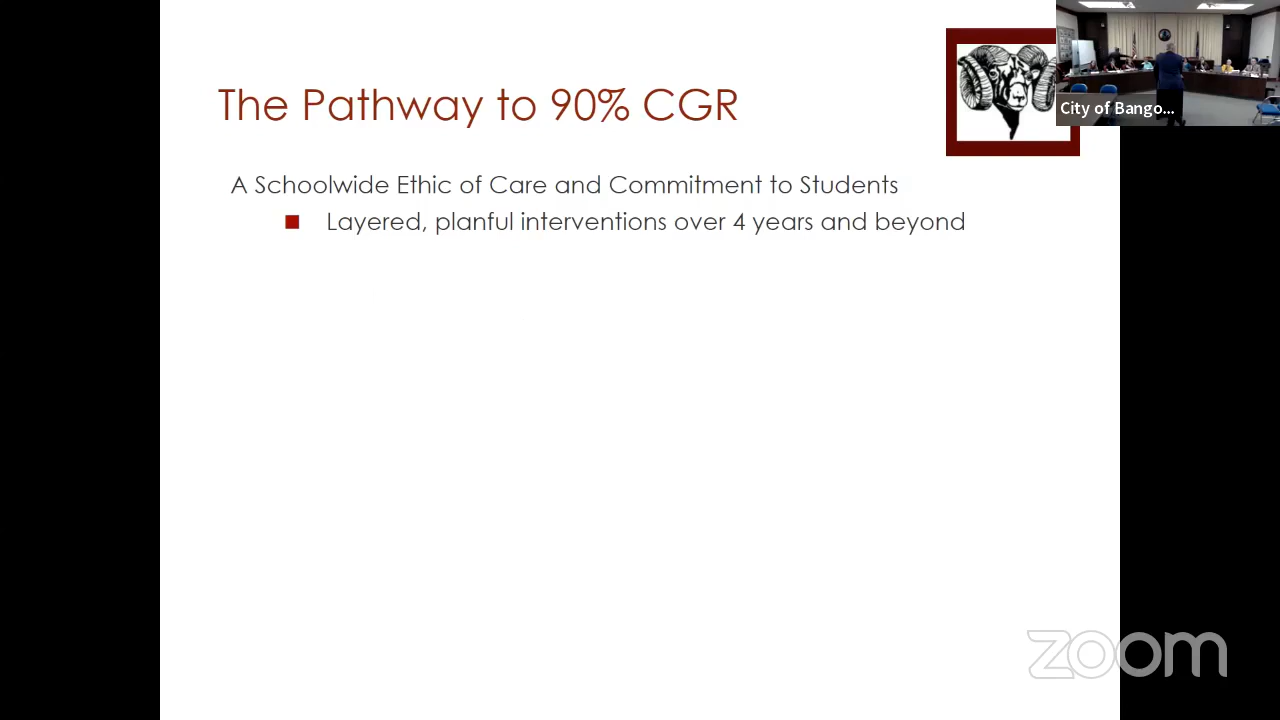 The Pathway to 90% CGR
City of Bango...
A Schoolwide Ethic of Care and Commitment to Students
Layered, planful interventions over 4 years and beyond
zoom